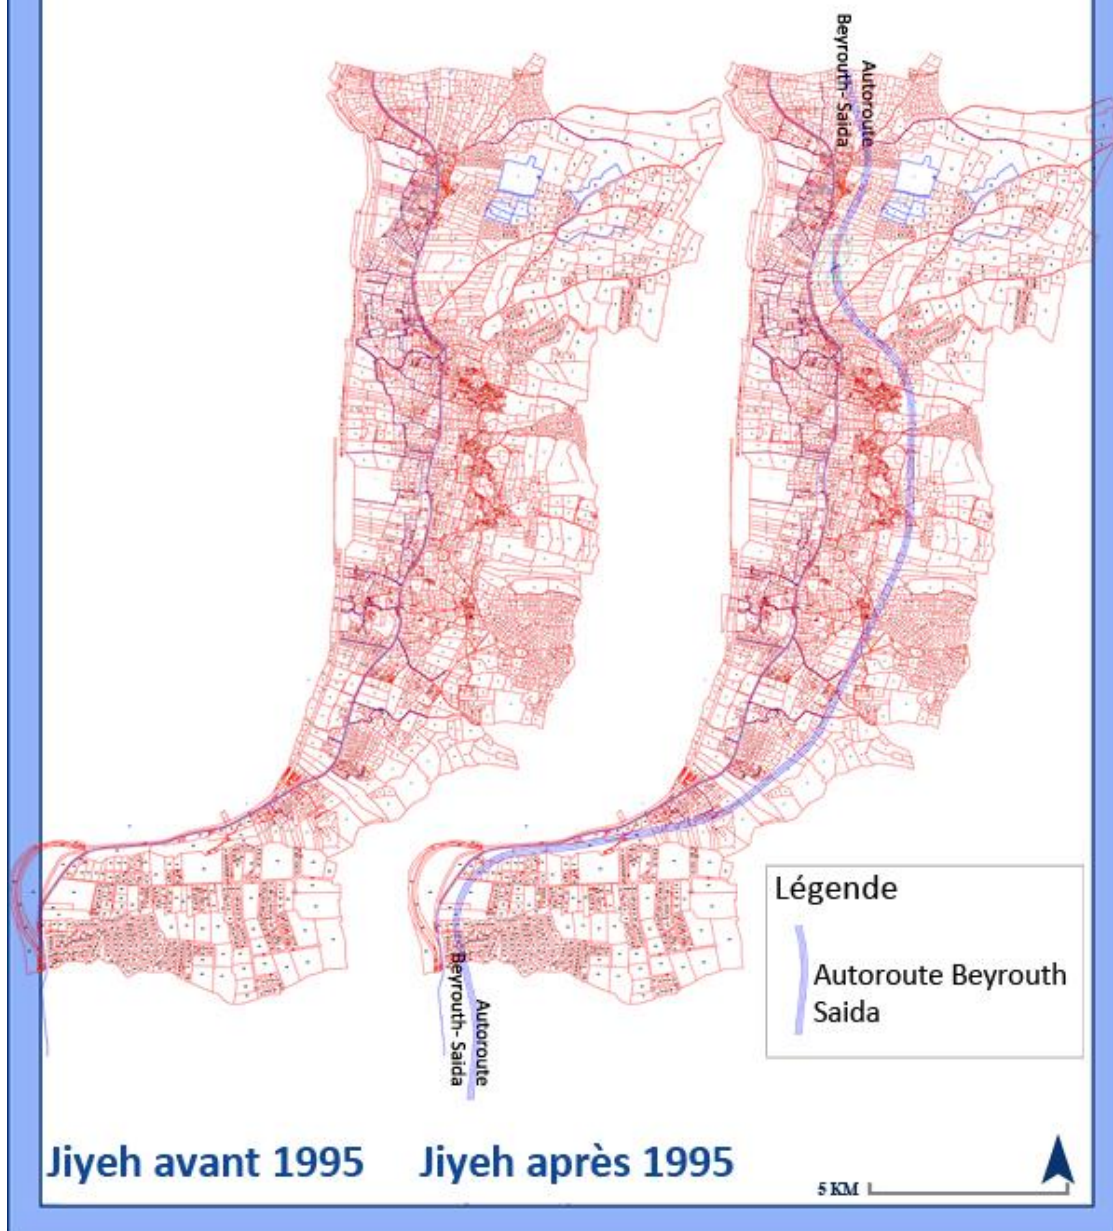 Autoroute
Beyrouth- Saida
Légende
Autoroute Beyrouth
Saida
Autoroute
Beyrouth- Saida
Jiyeh avant 1995
Jiyeh après 1995
5 KM